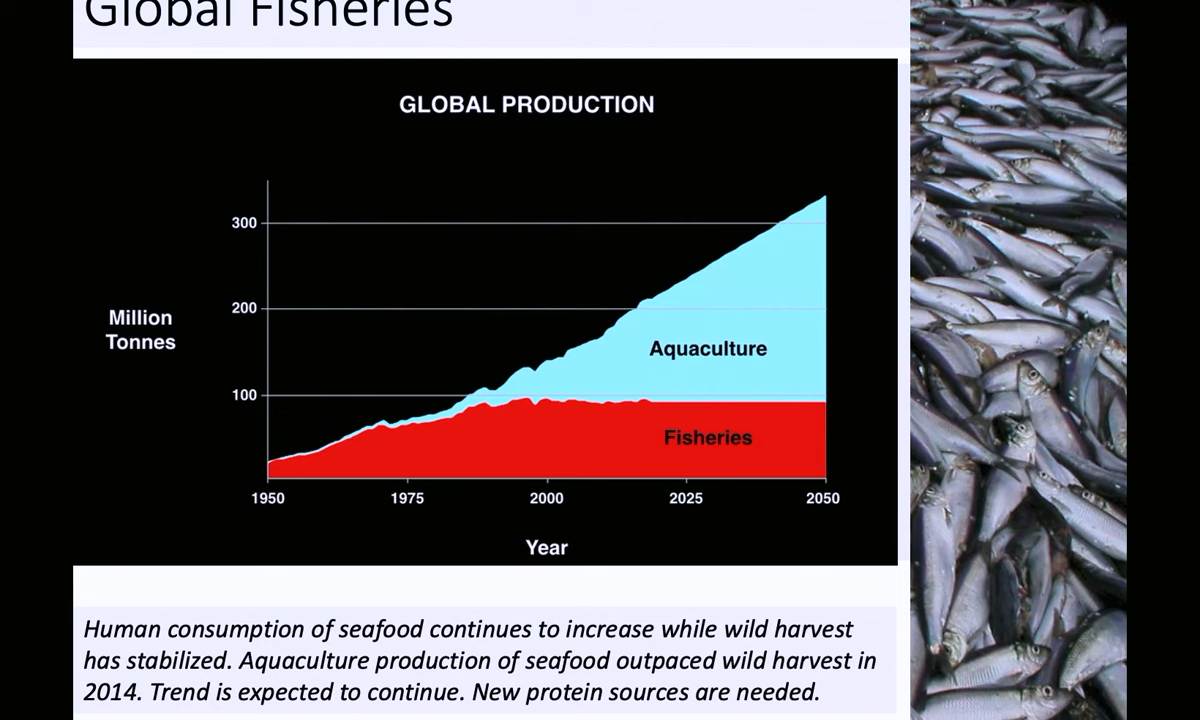 Global Fisheries
GLOBAL PRODUCTION
300
200
100
Million
Tonnes
Aquaculture
Fisheries
1950 1975 2000 2025 2050
Year
Human consumption of seafood continues to increase while wild harvest
has stabilized. Aquaculture production of seafood outpaced wild harvest in
2014. Trend is expected to continue. New protein sources are needed.